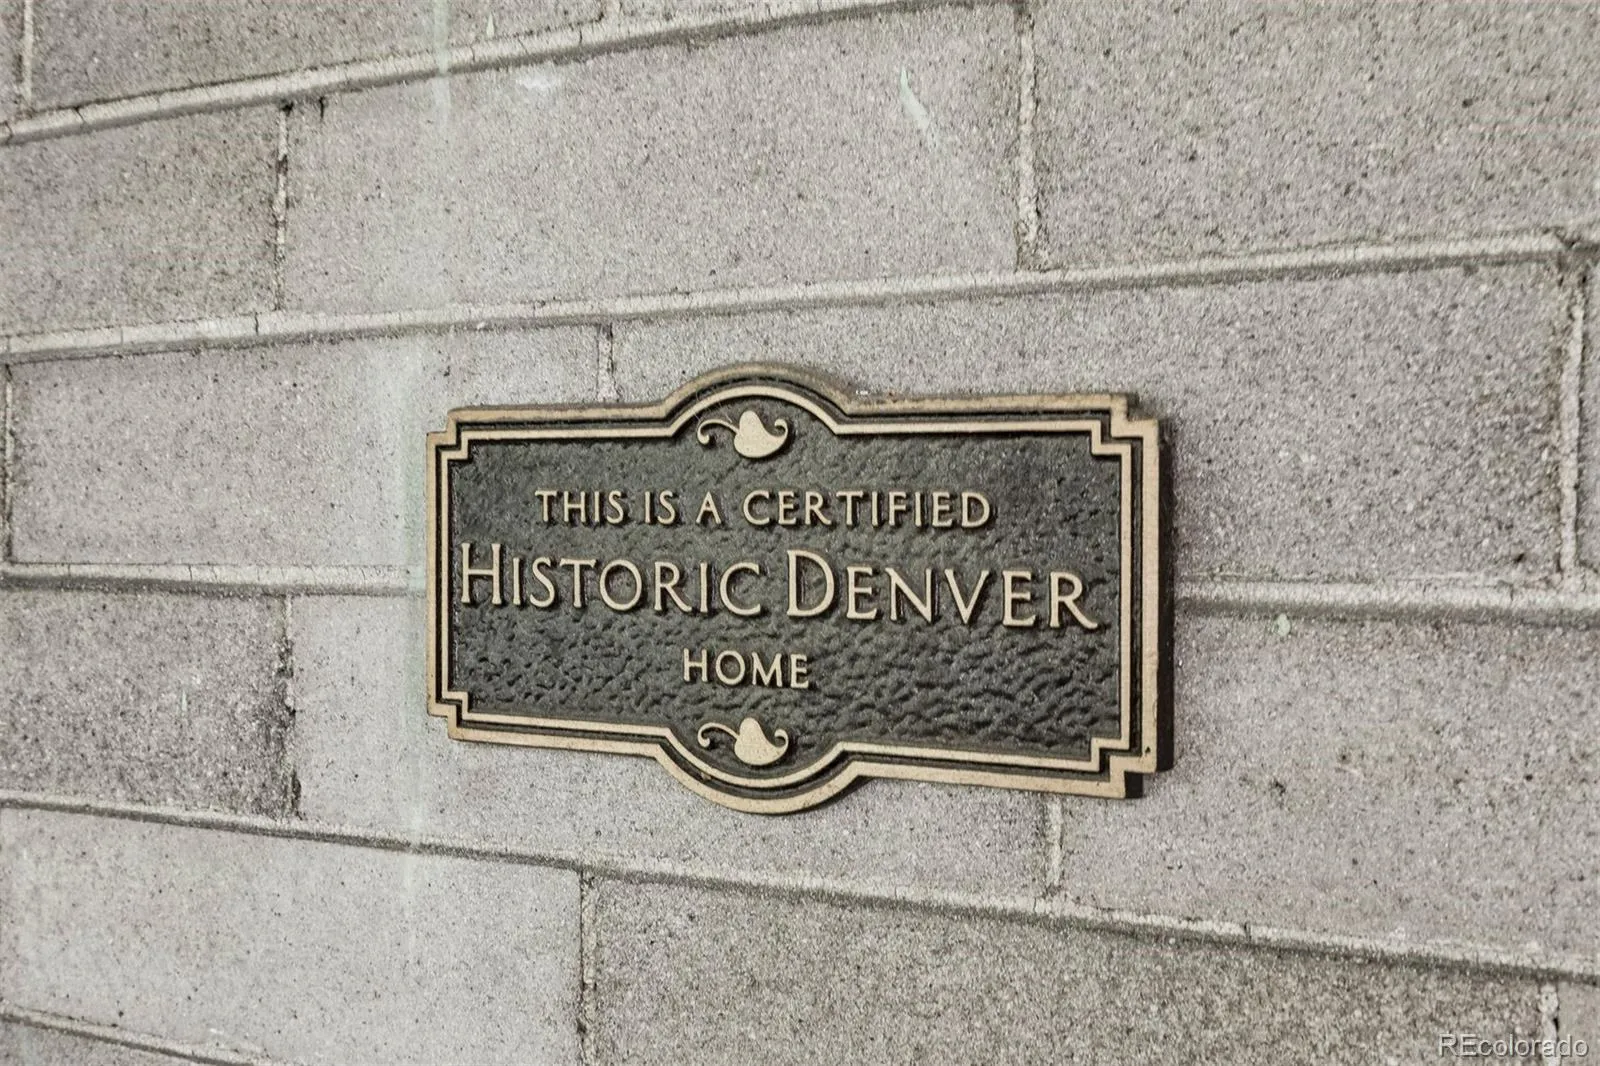 THIS IS A CERTIFIED
HISTORIC DENVER
HOME
REcolorado